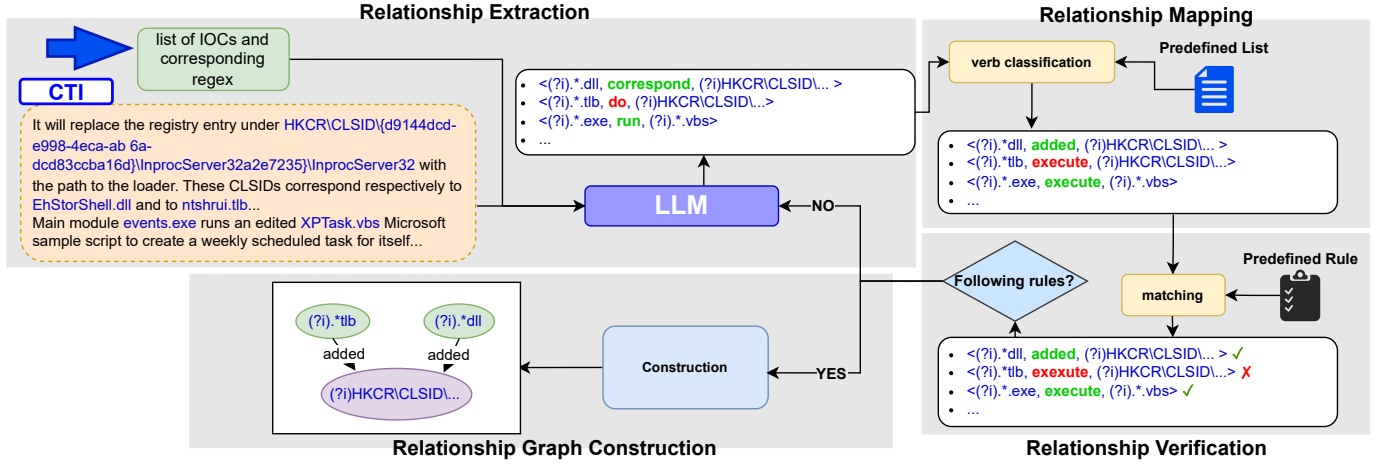 Relationship Extraction
list of IOCs and
corresponding
regex
CTI
It will replace the registry entry under HKCR\CLSID\{d9144dcd-
e998-4eca-ab 6a-
dcd83ccba16d}\InprocServer32a2e7235}\InprocServer32 with
the path to the loader. These CLSIDs correspond respectively to
EhStorShell.dll and to ntshrui.tlb...
Main module events.exe runs an edited XPTask.vbs Microsoft
sample script to create a weekly scheduled task for itself...
• <(?i).*.dll, correspond, (?i)HKCR\CLSID\... >
• <(?i).*.tlb, do, (?i)HKCR\CLSID\...>
• <(?i).*.exe, run, (?i).*.vbs>
• ...
LLM
NO
Relationship Mapping
verb classification
Predefined List
• <(?i).*dll, added, (?i)HKCR\CLSID\... >
• <(?i).*tlb, execute, (?i)HKCR\CLSID\...>
• <(?i).*.exe, execute, (?i).*.vbs>
• ...
Following rules?
matching
Predefined Rule
• <(?i).*dll, added, (?i)HKCR\CLSID\... > ✓
• <(?i).*tlb, exexute, (?i)HKCR\CLSID\...> ✗
• <(?i).*.exe, execute, (?i).*.vbs> ✓
• ...
Relationship Verification
YES
Construction
(?i).*tlb
(?i).*dll
added
added
(?i)HKCR\CLSID\...
Relationship Graph Construction